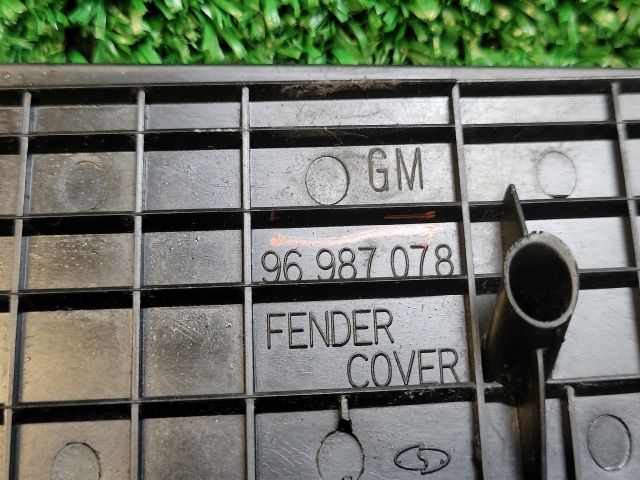 GM
96 987 078
FENDER
COVER